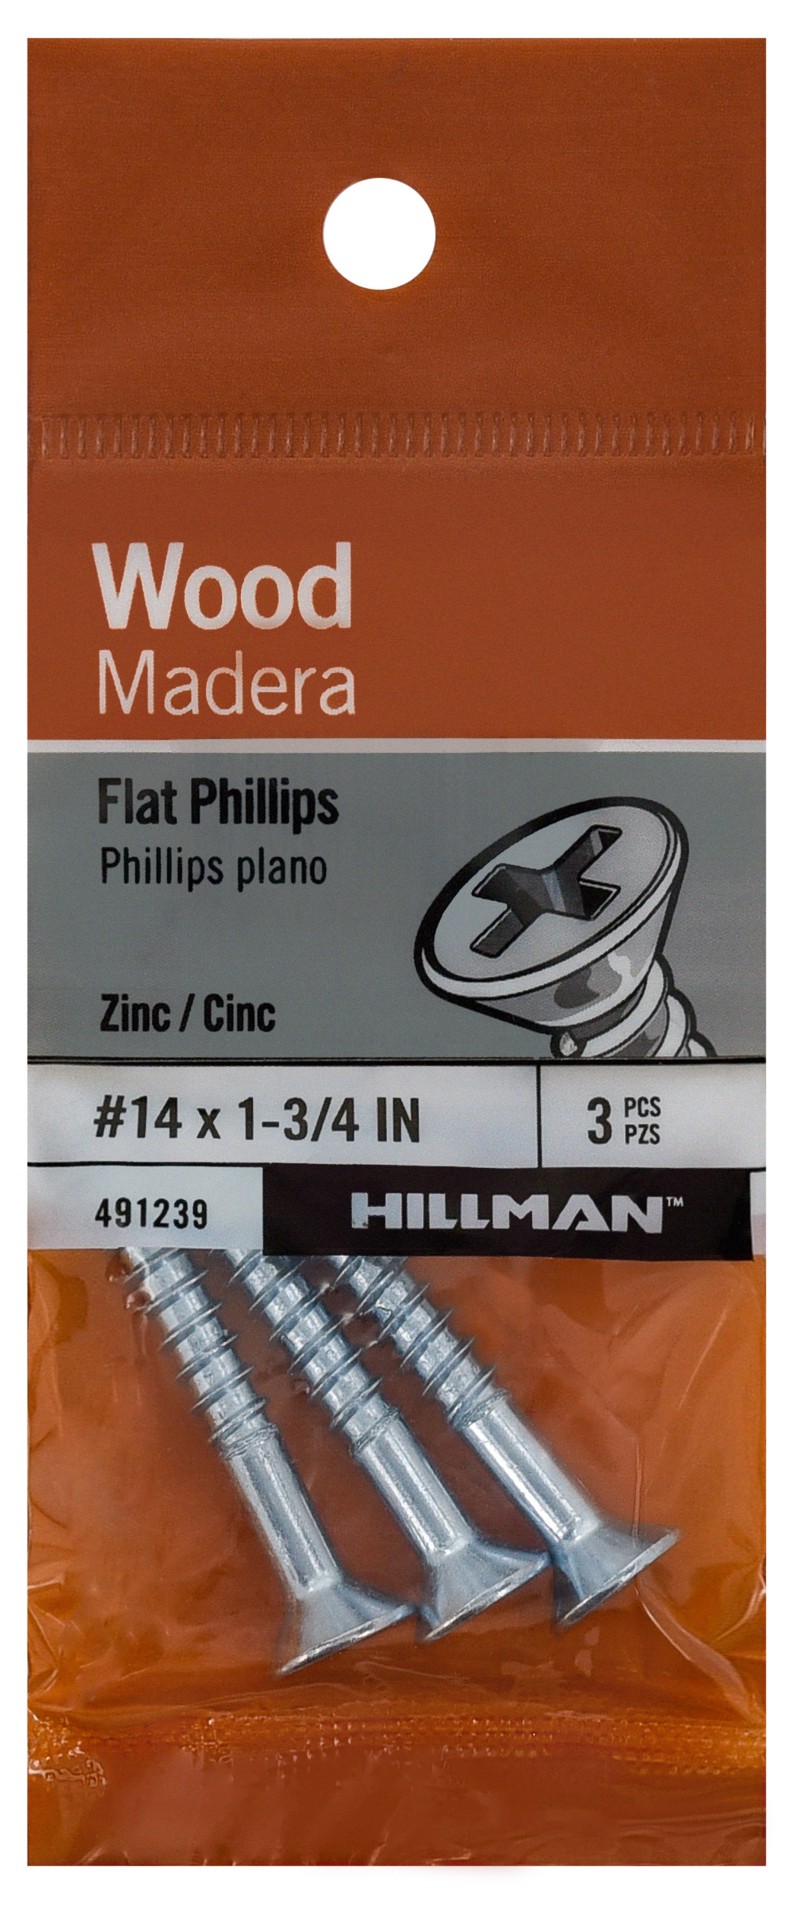 Wood
Madera
Flat Phillips
Phillips plano
Zinc / Cinc
#14 x 1-3/4 IN
3 PCS
PZS
491239
HILLMAN™